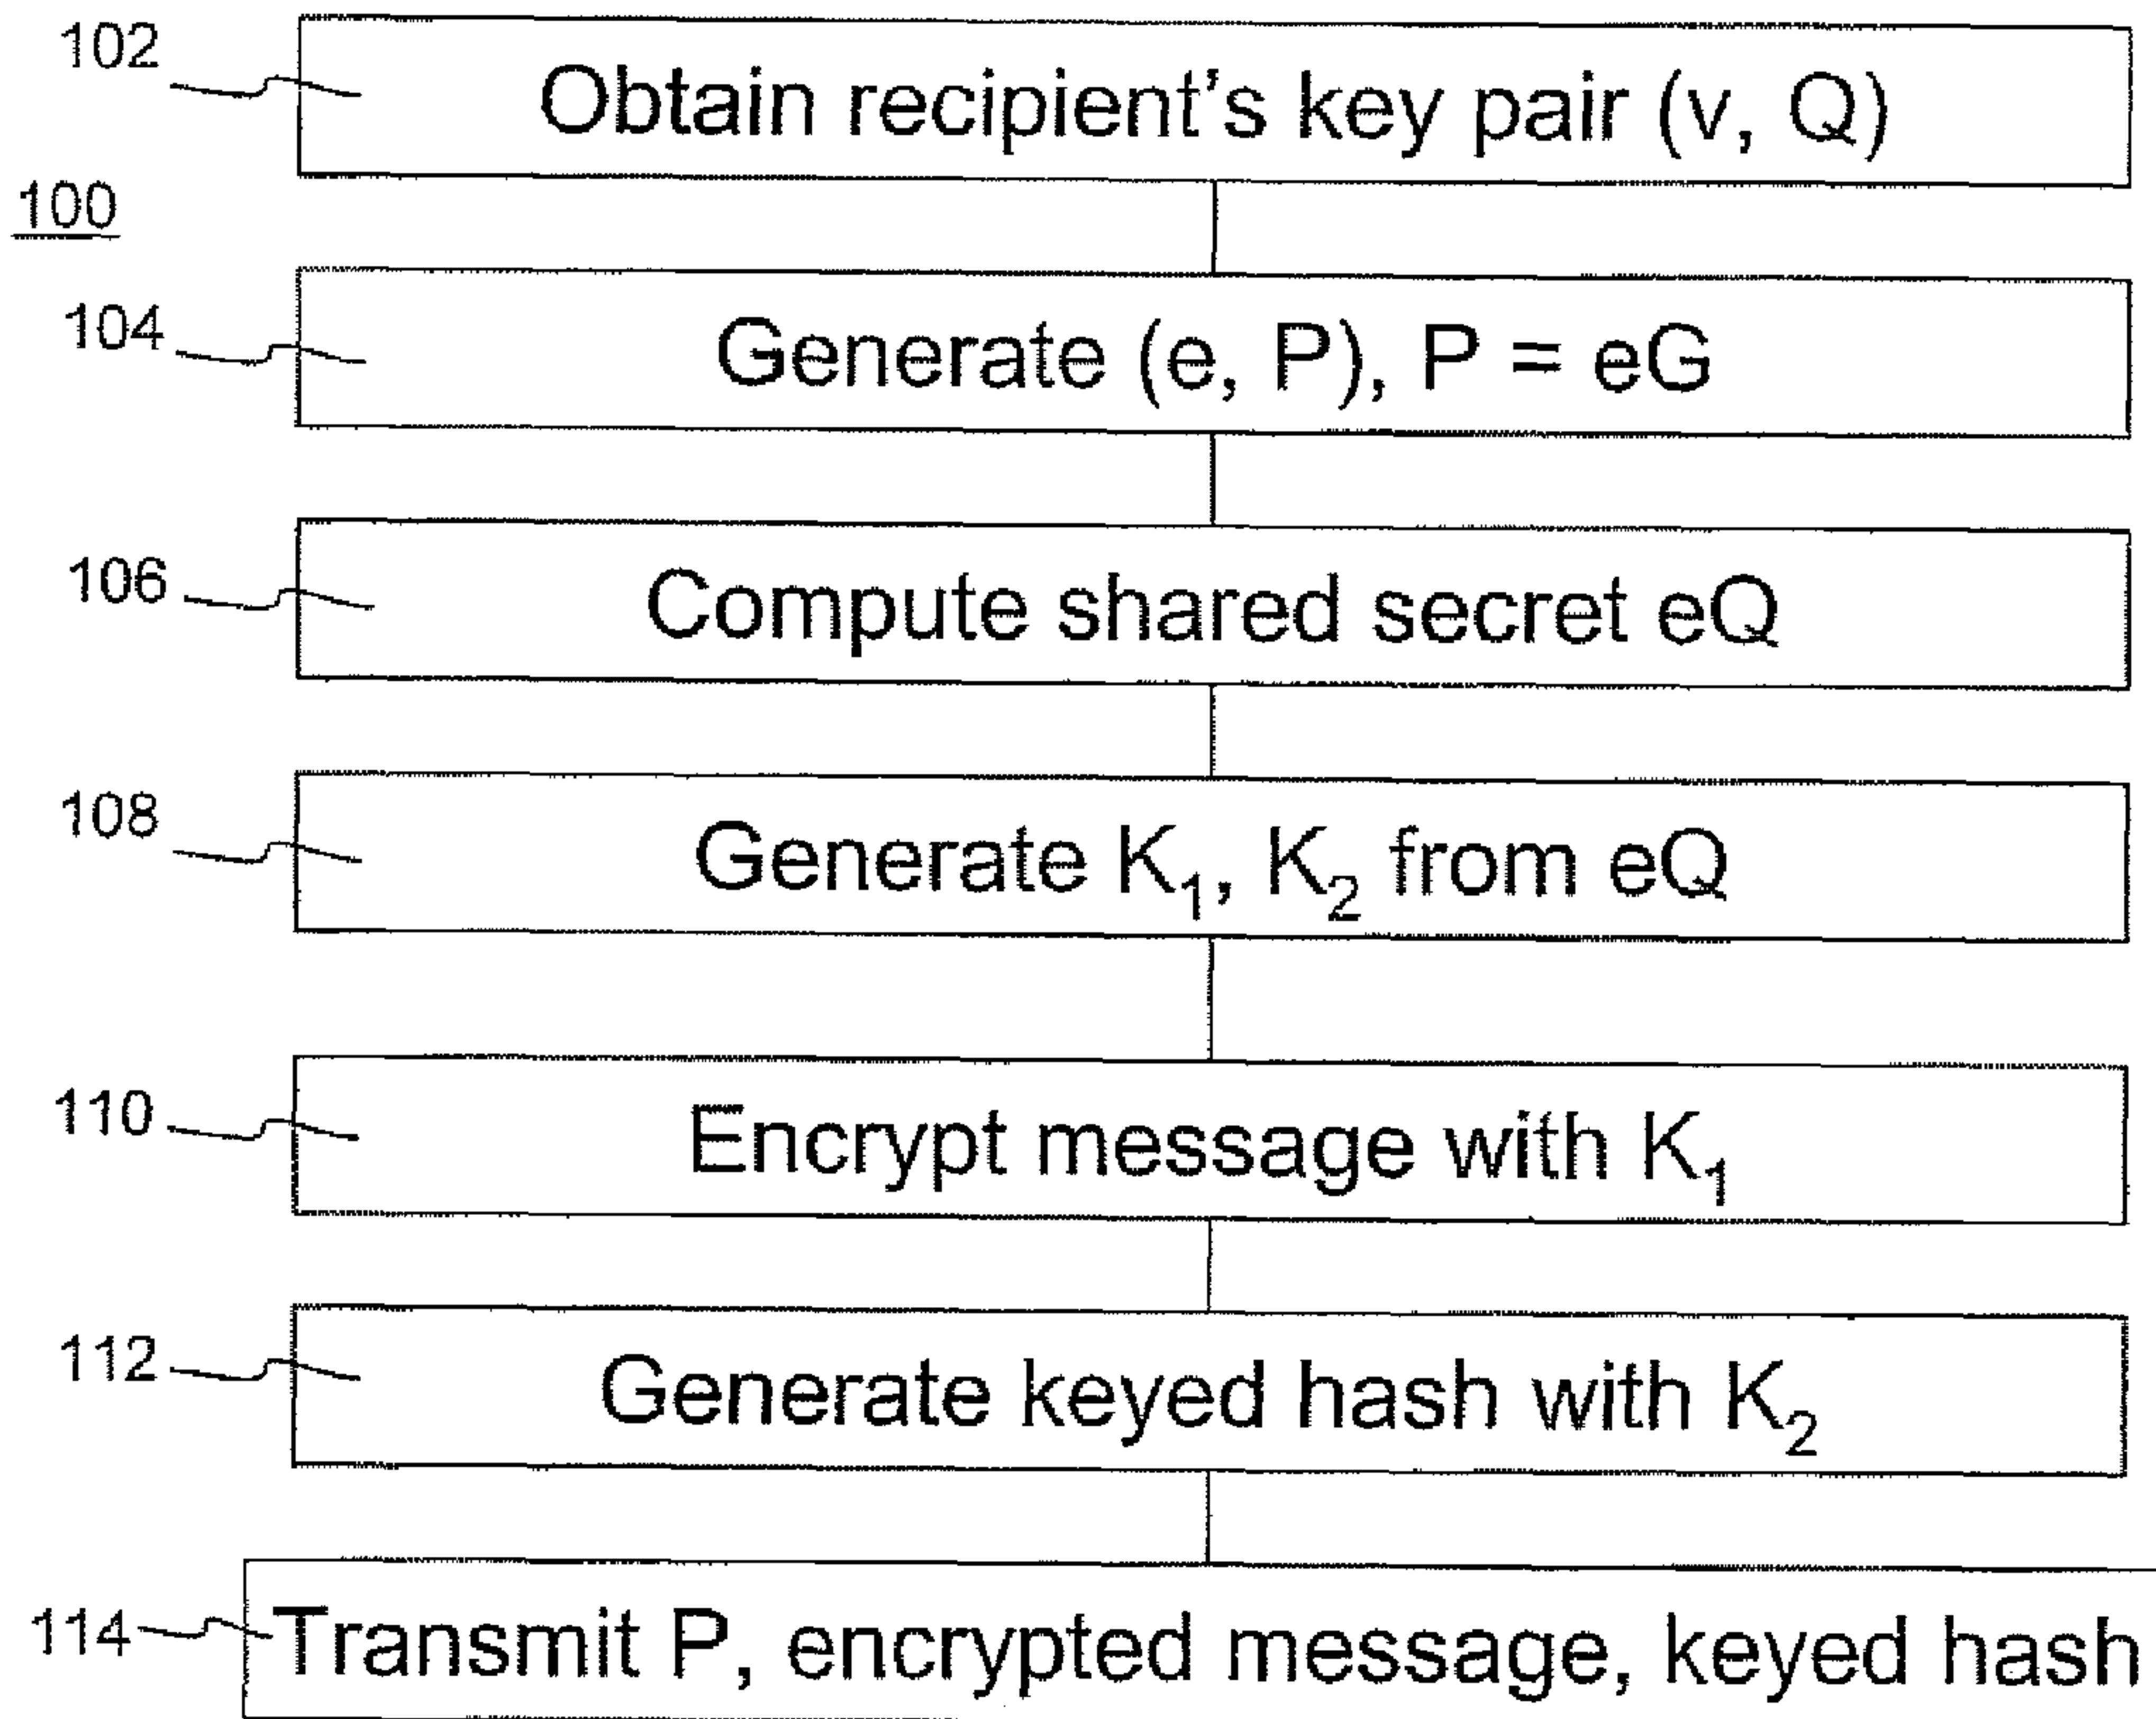 102
Obtain recipient's key pair (v, Q)
100
104
Generate (e, P), P = eG
106
Compute shared secret eQ
108
Generate K₁, K₂ from eQ
110
Encrypt message with K₁
112
Generate keyed hash with K₂
114
Transmit P, encrypted message, keyed hash